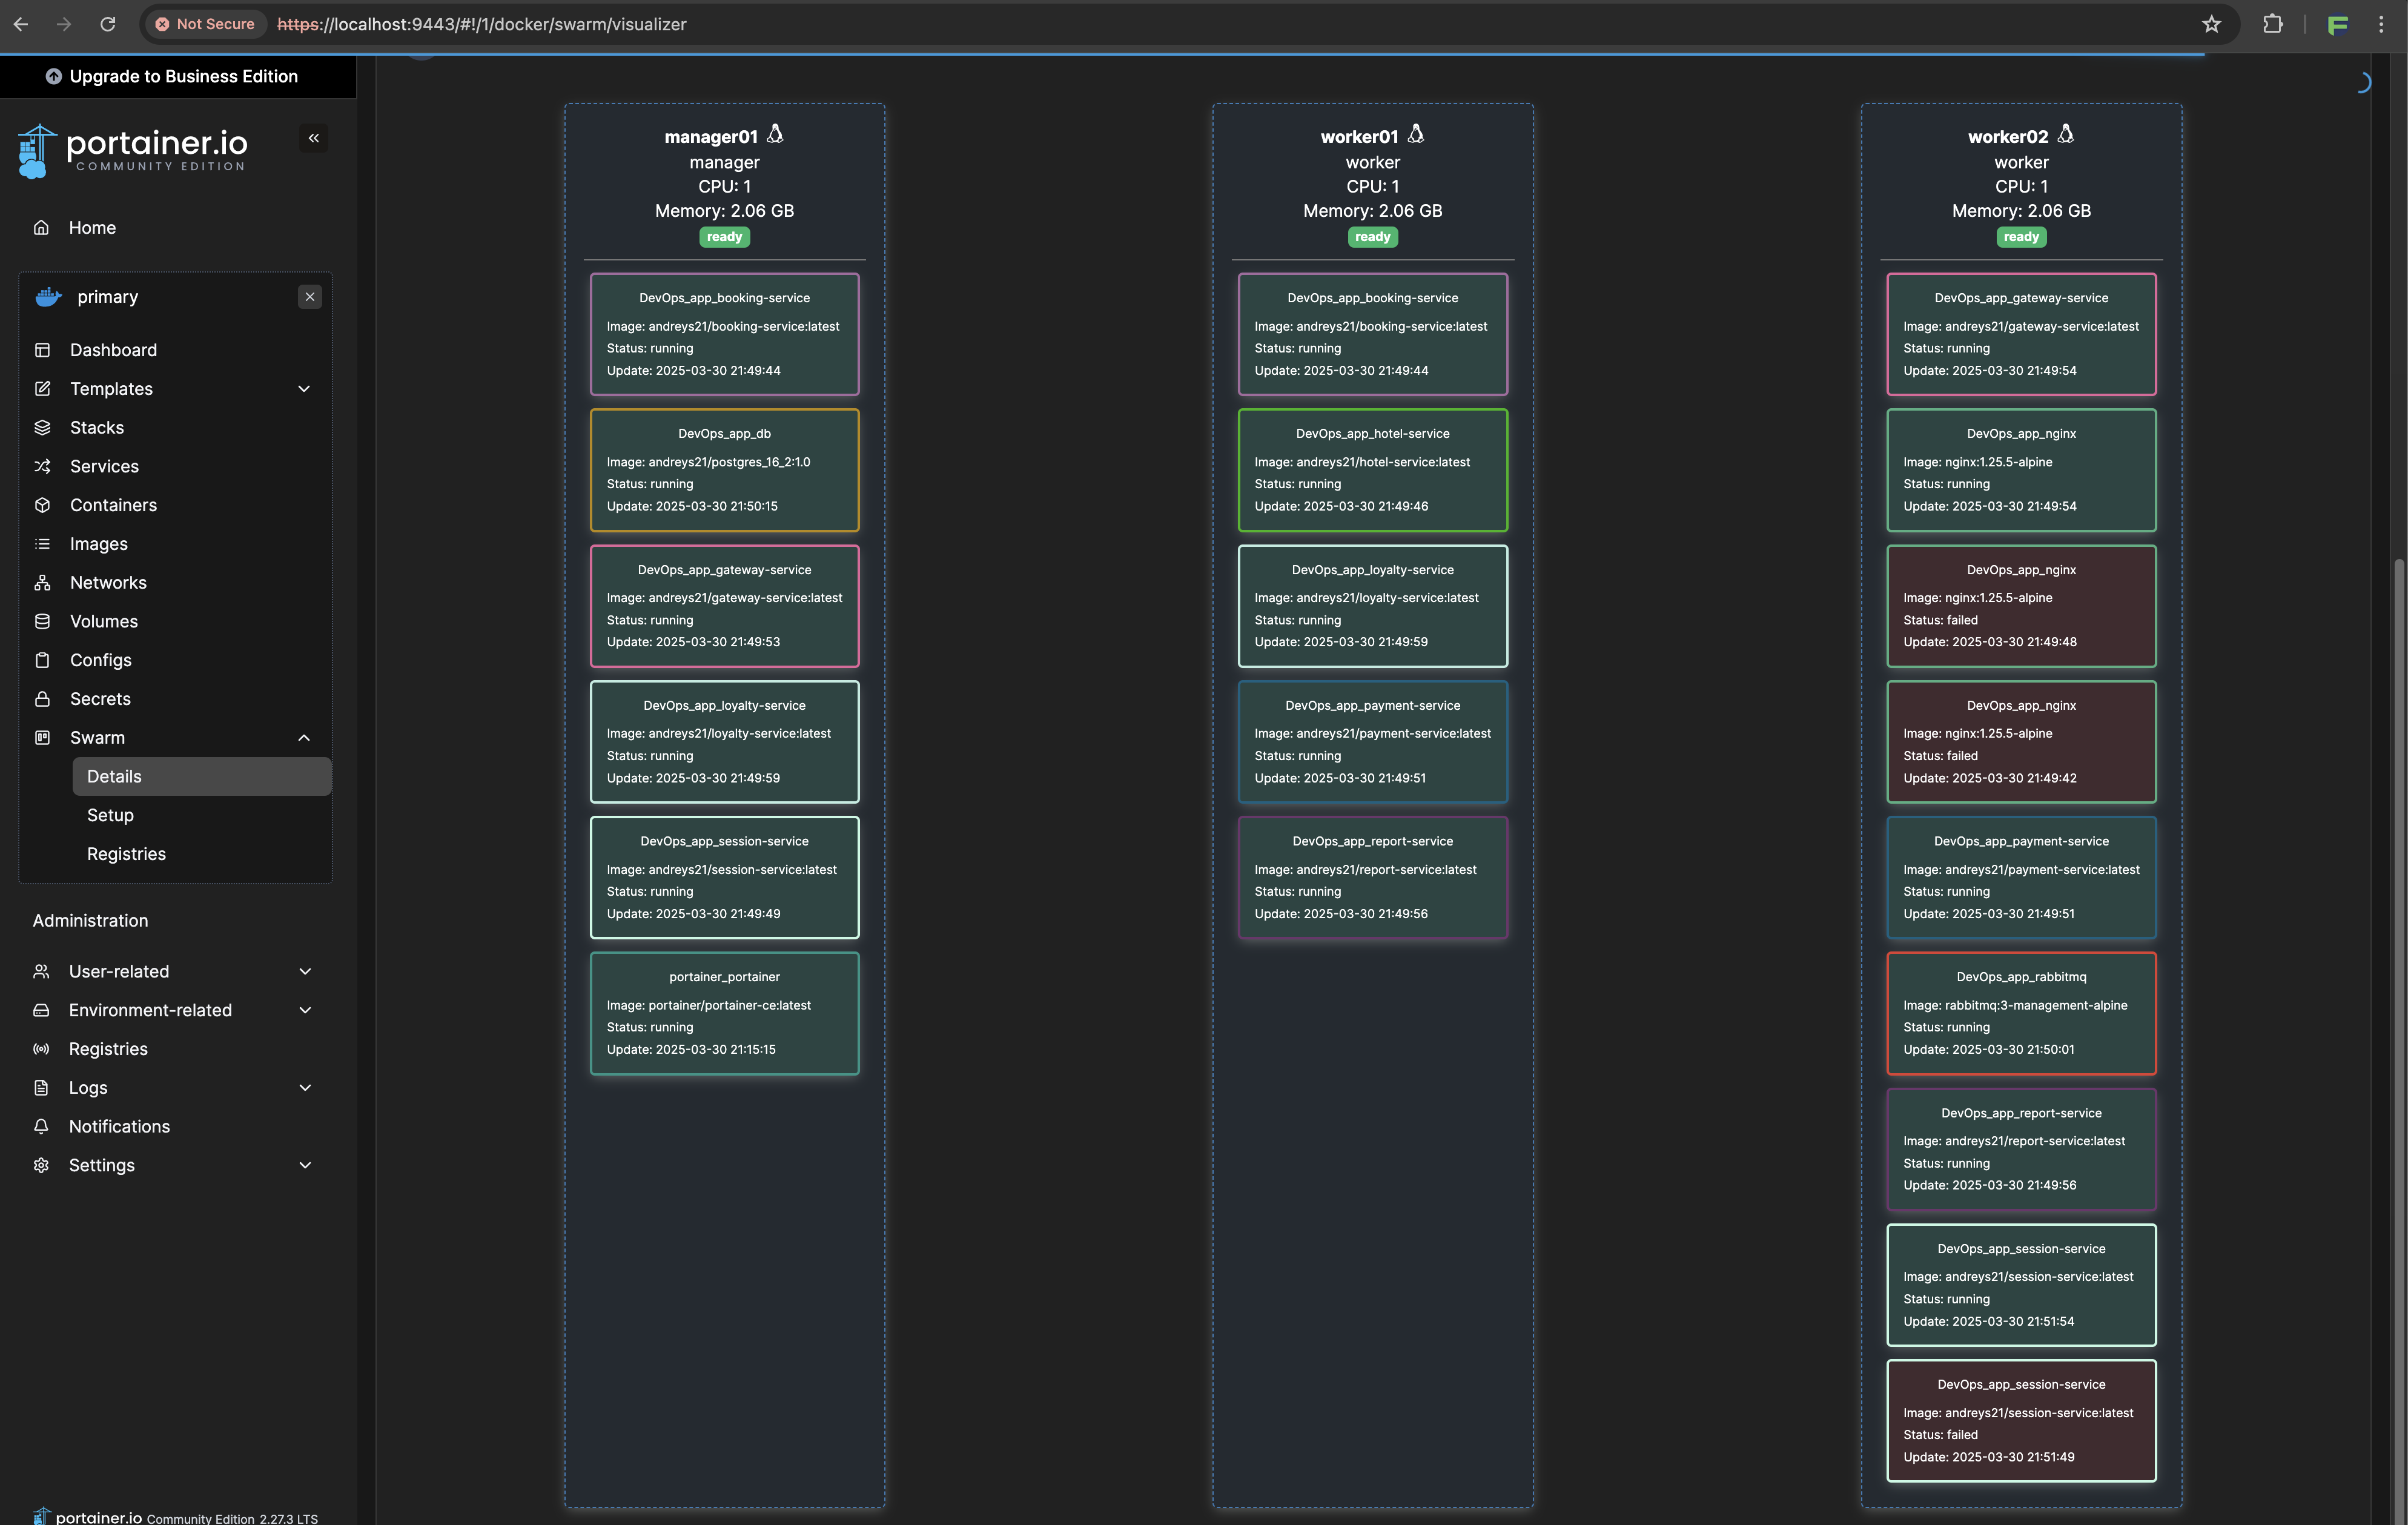 Not Secure
https://localhost:9443/#!/1/docker/swarm/visualizer
Upgrade to Business Edition
portainer.io
COMMUNITY EDITION
Home
primary
Dashboard
Templates
Stacks
Services
Containers
Images
Networks
Volumes
Configs
Secrets
Swarm
Details
Setup
Registries
Administration
User-related
Environment-related
Registries
Logs
Notifications
Settings
portainer.io Community Edition 2.27.3 LTS
manager01
manager
CPU: 1
Memory: 2.06 GB
ready
DevOps_app_booking-service
Image: andreys21/booking-service:latest
Status: running
Update: 2025-03-30 21:49:44
DevOps_app_db
Image: andreys21/postgres_16_2:1.0
Status: running
Update: 2025-03-30 21:50:15
DevOps_app_gateway-service
Image: andreys21/gateway-service:latest
Status: running
Update: 2025-03-30 21:49:53
DevOps_app_loyalty-service
Image: andreys21/loyalty-service:latest
Status: running
Update: 2025-03-30 21:49:59
DevOps_app_session-service
Image: andreys21/session-service:latest
Status: running
Update: 2025-03-30 21:49:49
portainer_portainer
Image: portainer/portainer-ce:latest
Status: running
Update: 2025-03-30 21:15:15
worker01
worker
CPU: 1
Memory: 2.06 GB
ready
DevOps_app_booking-service
Image: andreys21/booking-service:latest
Status: running
Update: 2025-03-30 21:49:44
DevOps_app_hotel-service
Image: andreys21/hotel-service:latest
Status: running
Update: 2025-03-30 21:49:46
DevOps_app_loyalty-service
Image: andreys21/loyalty-service:latest
Status: running
Update: 2025-03-30 21:49:59
DevOps_app_payment-service
Image: andreys21/payment-service:latest
Status: running
Update: 2025-03-30 21:49:51
DevOps_app_report-service
Image: andreys21/report-service:latest
Status: running
Update: 2025-03-30 21:49:56
worker02
worker
CPU: 1
Memory: 2.06 GB
ready
DevOps_app_gateway-service
Image: andreys21/gateway-service:latest
Status: running
Update: 2025-03-30 21:49:54
DevOps_app_nginx
Image: nginx:1.25.5-alpine
Status: running
Update: 2025-03-30 21:49:54
DevOps_app_nginx
Image: nginx:1.25.5-alpine
Status: failed
Update: 2025-03-30 21:49:48
DevOps_app_nginx
Image: nginx:1.25.5-alpine
Status: failed
Update: 2025-03-30 21:49:42
DevOps_app_payment-service
Image: andreys21/payment-service:latest
Status: running
Update: 2025-03-30 21:49:51
DevOps_app_rabbitmq
Image: rabbitmq:3-management-alpine
Status: running
Update: 2025-03-30 21:50:01
DevOps_app_report-service
Image: andreys21/report-service:latest
Status: running
Update: 2025-03-30 21:49:56
DevOps_app_session-service
Image: andreys21/session-service:latest
Status: running
Update: 2025-03-30 21:51:54
DevOps_app_session-service
Image: andreys21/session-service:latest
Status: failed
Update: 2025-03-30 21:51:49